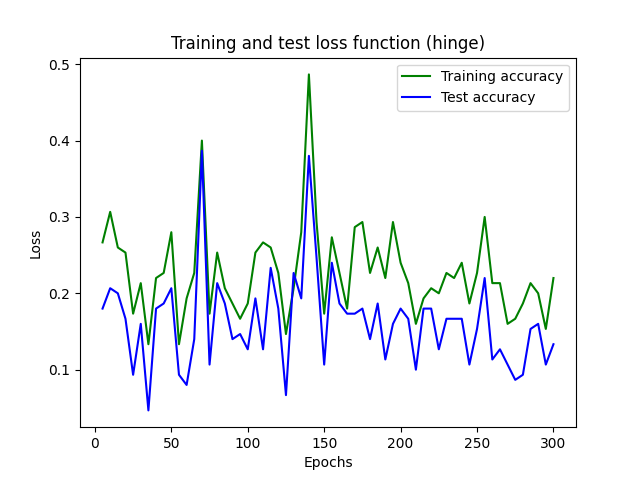 Training and test loss function (hinge)
Training accuracy
Test accuracy
0.5
0.4
0.3
0.2
0.1
Loss
0
50
100
150
200
250
300
Epochs